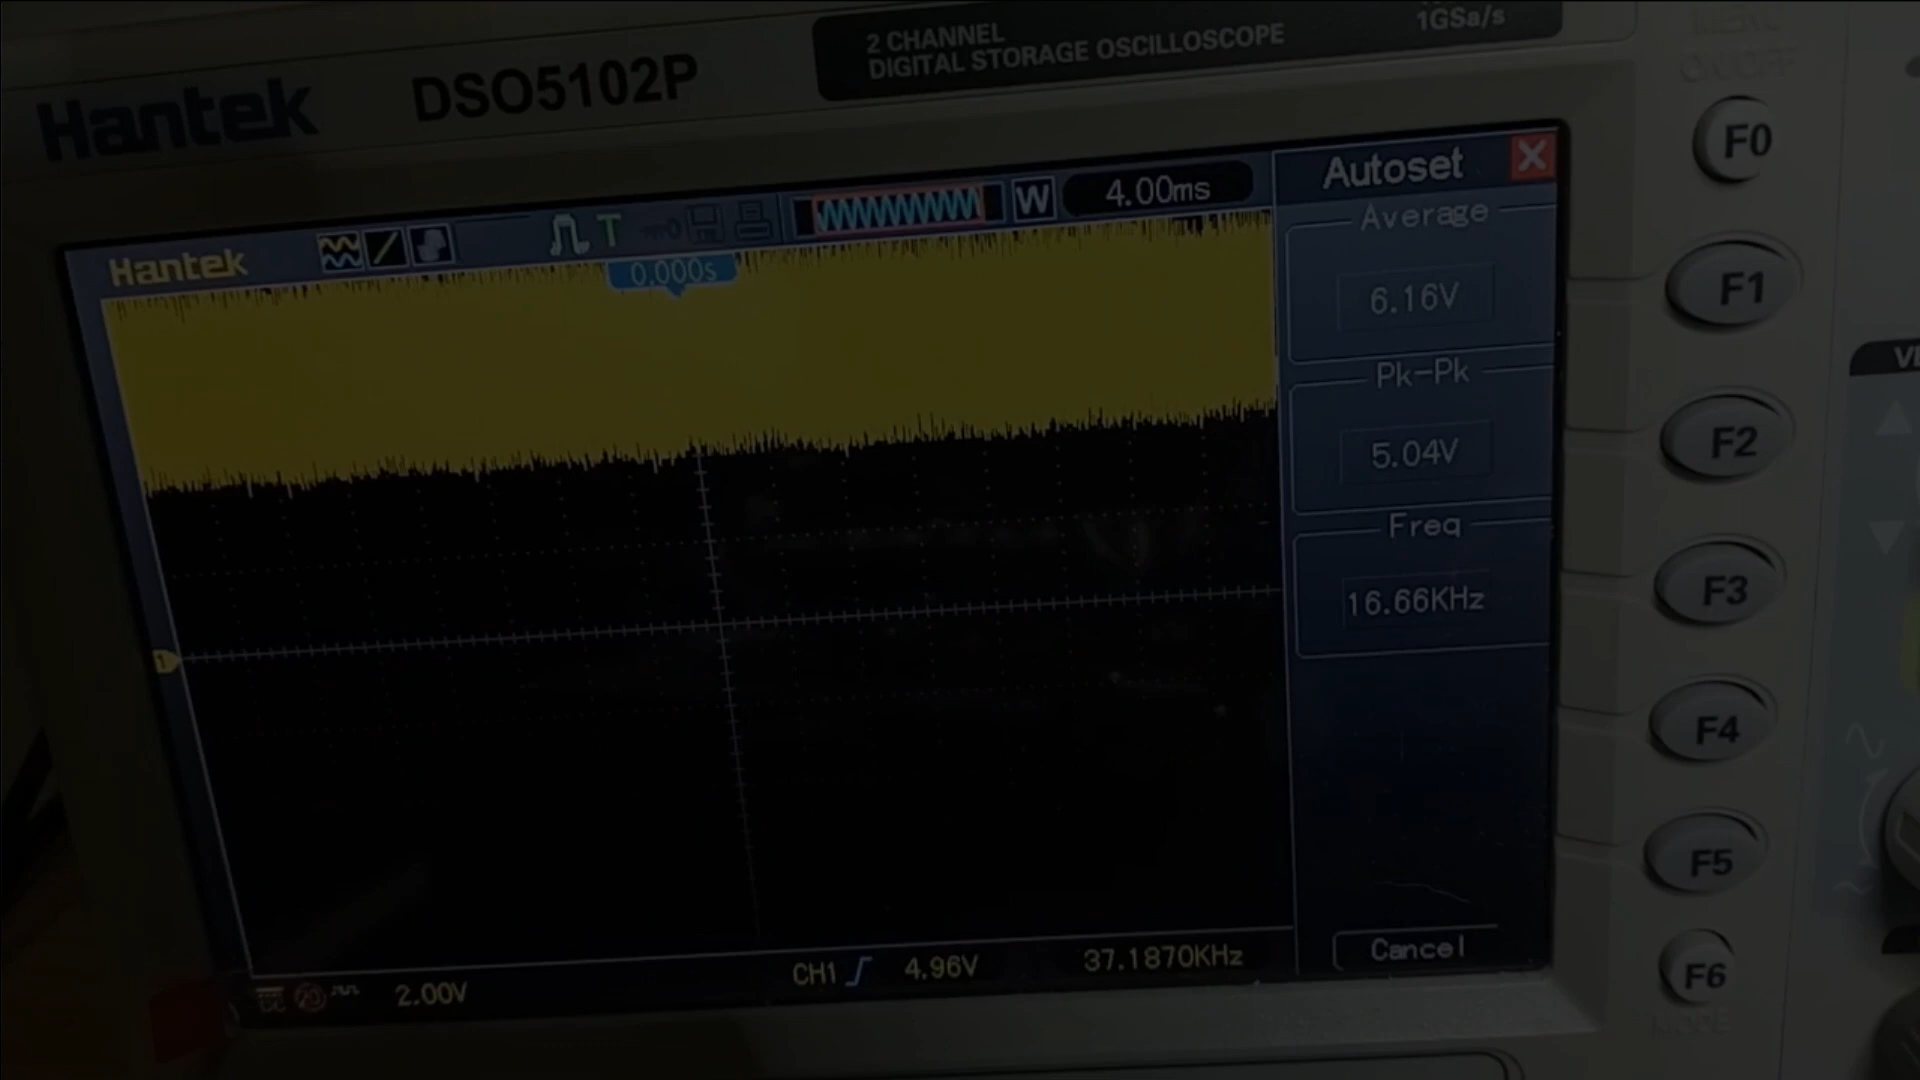 2 CHANNEL
DIGITAL STORAGE OSCILLOSCOPE
1GSa/s
Hantek
DSO5102P
F0
Hantek
T
W
4.00ms
Autoset
0.000s
Average
6.16V
F1
Pk-Pk
5.04V
F2
Freq
16.66KHz
F3
1
F4
F5
Cancel
2.00V
CH1
4.96V
37.1870KHz
F6